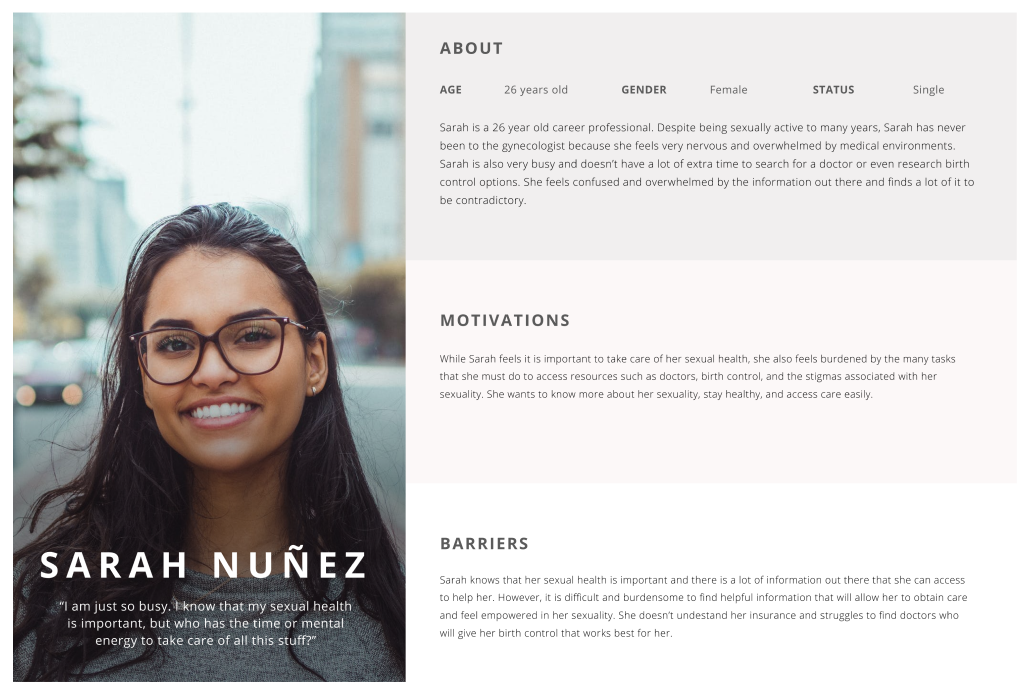 ABOUT
AGE 26 years old GENDER Female STATUS Single
Sarah is a 26 year old career professional. Despite being sexually active to many years, Sarah has never
been to the gynecologist because she feels very nervous and overwhelmed by medical environments.
Sarah is also very busy and doesn't have a lot of extra time to search for a doctor or even research birth
control options. She feels confused and overwhelmed by the information out there and finds a lot of it to
be contradictory.
MOTIVATIONS
While Sarah feels it is important to take care of her sexual health, she also feels burdened by the many tasks
that she must do to access resources such as doctors, birth control, and the stigmas associated with her
sexuality. She wants to know more about her sexuality, stay healthy, and access care easily.
BARRIERS
Sarah knows that her sexual health is important and there is a lot of information out there that she can access
to help her. However, it is difficult and burdensome to find helpful information that will allow her to obtain care
and feel empowered in her sexuality. She doesn't undestand her insurance and struggles to find doctors who
will give her birth control that works best for her.
SARAH NUÑEZ
“I am just so busy. I know that my sexual health
is important, but who has the time or mental
energy to take care of all this stuff?”